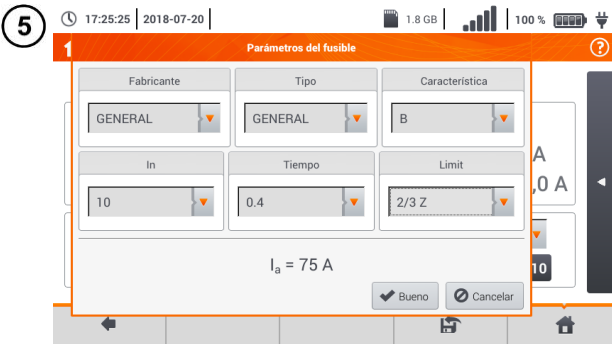 5
17:25:25 2018-07-20 1.8 GB 100 %
1 Parámetros del fusible ?
Fabricante Tipo Característica
GENERAL GENERAL B
In Tiempo Limit
10 0.4 2/3 Z
A
,0 A
Iₐ = 75 A
10
Bueno Cancelar